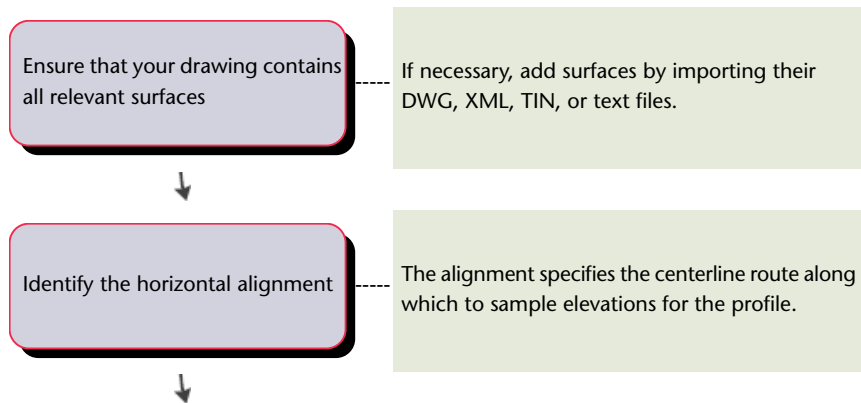 Ensure that your drawing contains
all relevant surfaces
If necessary, add surfaces by importing their
DWG, XML, TIN, or text files.
Identify the horizontal alignment
The alignment specifies the centerline route along
which to sample elevations for the profile.